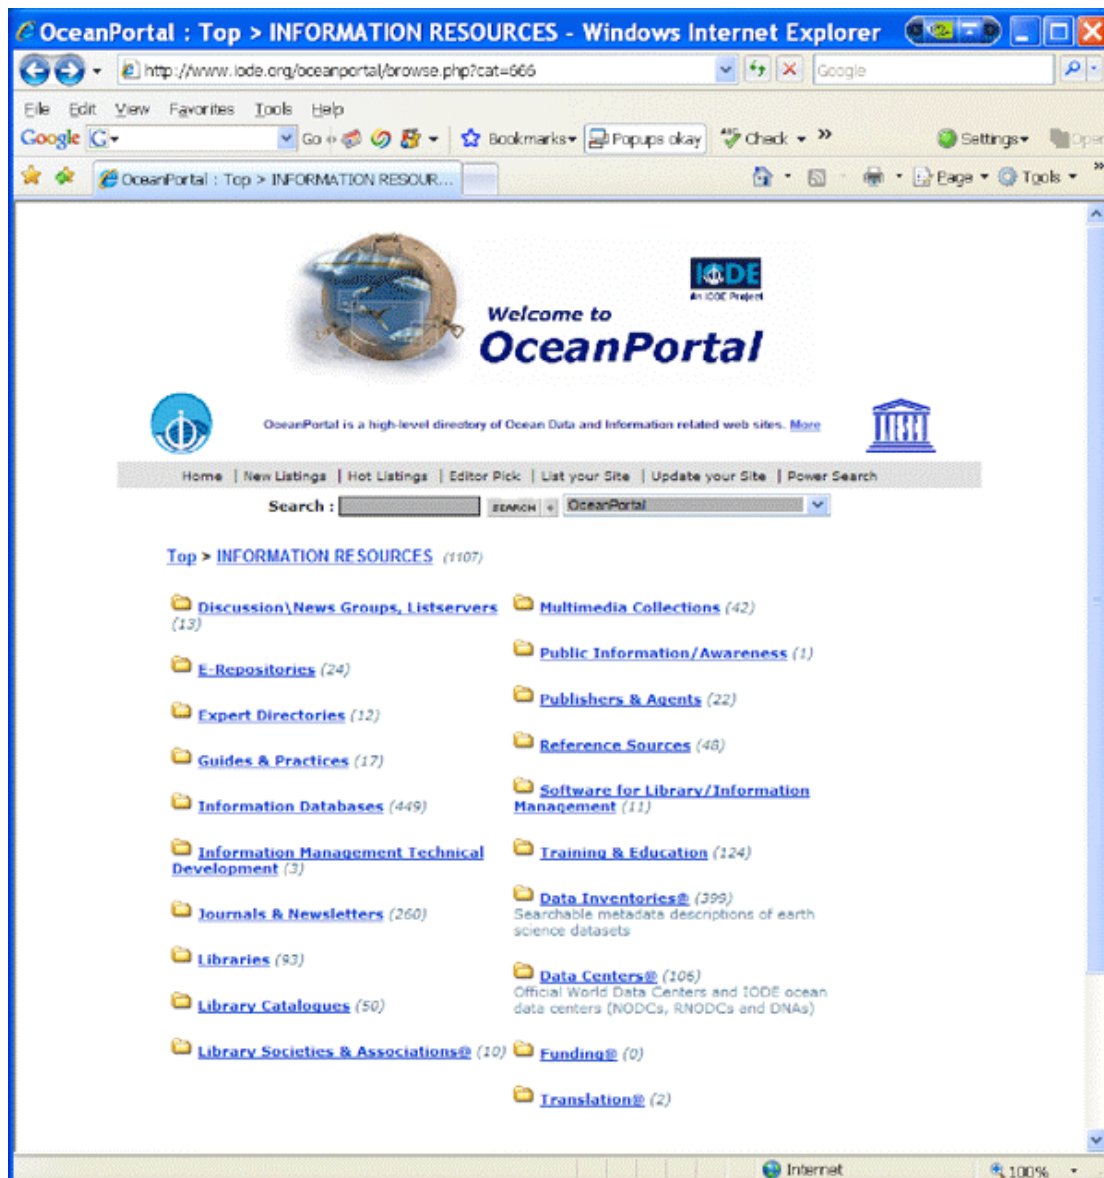 OceanPortal : Top > INFORMATION RESOURCES - Windows Internet Explorer
http://www.iode.org/oceanportal/browse.php?cat=666
Google
File Edit View Favorites Tools Help
Google G Go Bookmarks Popups okay Check » Settings Open
OceanPortal : Top > INFORMATION RESOUR... Page Tools »
IODE
An IODE Project
Welcome to
OceanPortal
OceanPortal is a high-level directory of Ocean Data and Information related web sites. More
Home | New Listings | Hot Listings | Editor Pick | List your Site | Update your Site | Power Search
Search : SEARCH OceanPortal
Top > INFORMATION RESOURCES (1107)
Discussion\News Groups, Listservers
(13)
E-Repositories (24)
Expert Directories (12)
Guides & Practices (17)
Information Databases (449)
Information Management Technical
Development (3)
Journals & Newsletters (260)
Libraries (93)
Library Catalogues (50)
Library Societies & Associations@ (10)
Multimedia Collections (42)
Public Information/Awareness (1)
Publishers & Agents (22)
Reference Sources (48)
Software for Library/Information
Management (11)
Training & Education (124)
Data Inventories@ (399)
Searchable metadata descriptions of earth
science datasets
Data Centers@ (106)
Official World Data Centers and IODE ocean
data centers (NODCs, RNODCs and DNAs)
Funding@ (0)
Translation@ (2)
Internet 100%